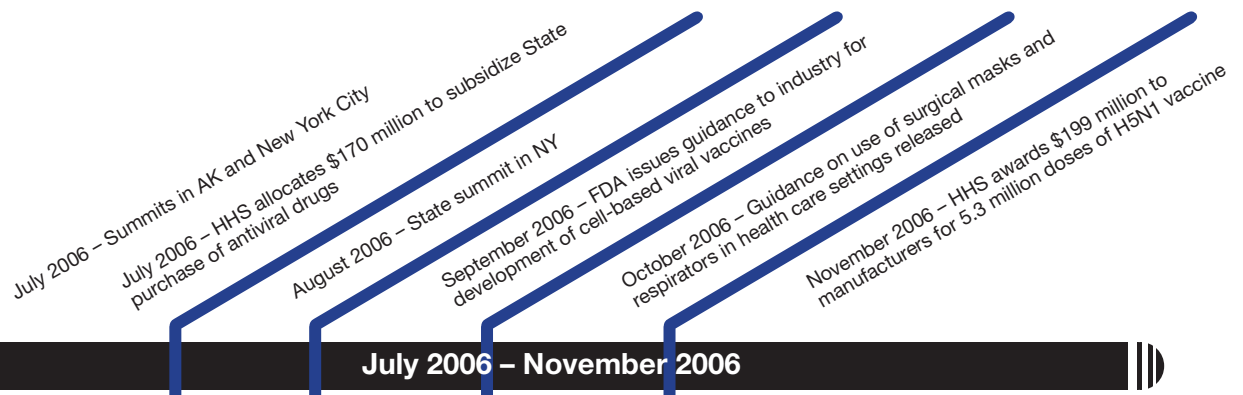 July 2006 – Summits in AK and New York City
July 2006 – HHS allocates $170 million to subsidize State
purchase of antiviral drugs
August 2006 – State summit in NY
September 2006 – FDA issues guidance to industry for
development of cell-based viral vaccines
October 2006 – Guidance on use of surgical masks and
respirators in health care settings released
November 2006 – HHS awards $199 million to
manufacturers for 5.3 million doses of H5N1 vaccine
July 2006 – November 2006